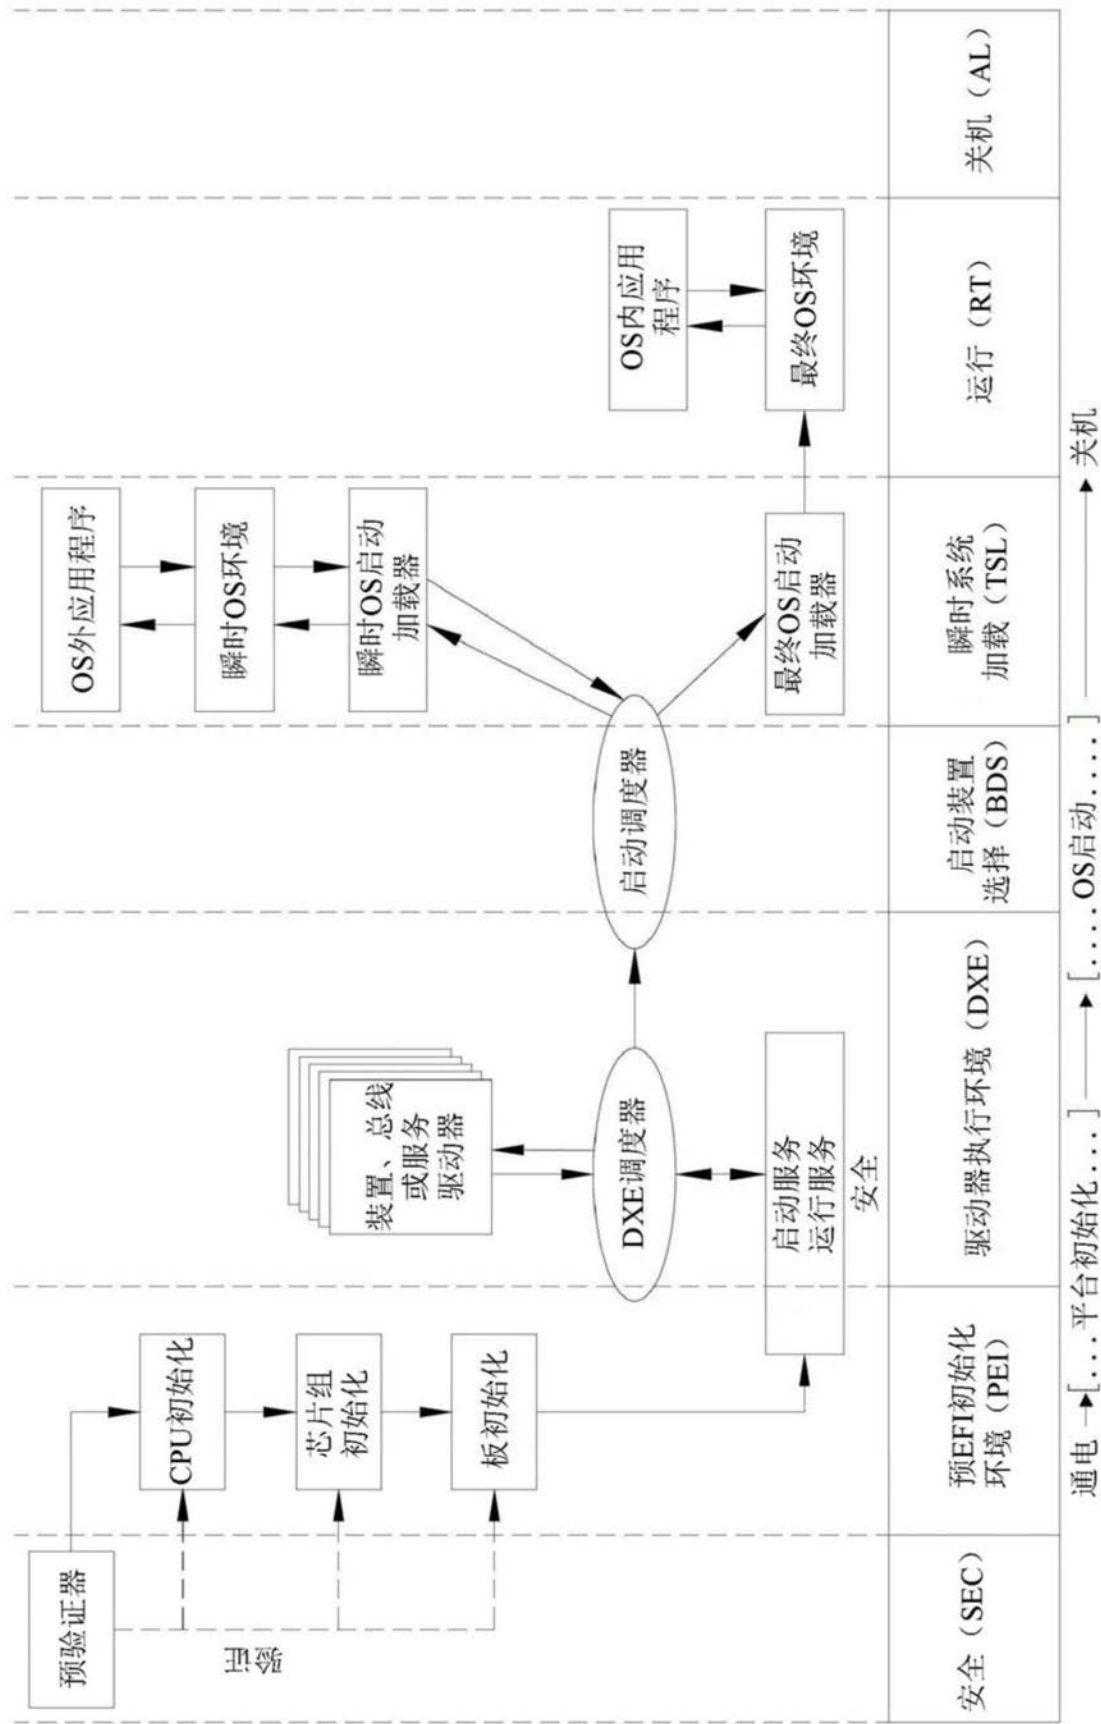 预验证器
验证
CPU初始化
芯片组
初始化
板初始化
装置、总线
或服务
驱动器
DXE调度器
启动服务
运行服务
安全
启动调度器
OS外应用程序
瞬时OS环境
瞬时OS启动
加载器
最终OS启动
加载器
OS内应用
程序
最终OS环境
安全（SEC）
预EFI初始化
环境（PEI）
驱动器执行环境（DXE）
启动装置
选择（BDS）
瞬时系统
加载（TSL）
运行（RT）
关机（AL）
通电 [....平台初始化....] [.....OS启动.....] 关机